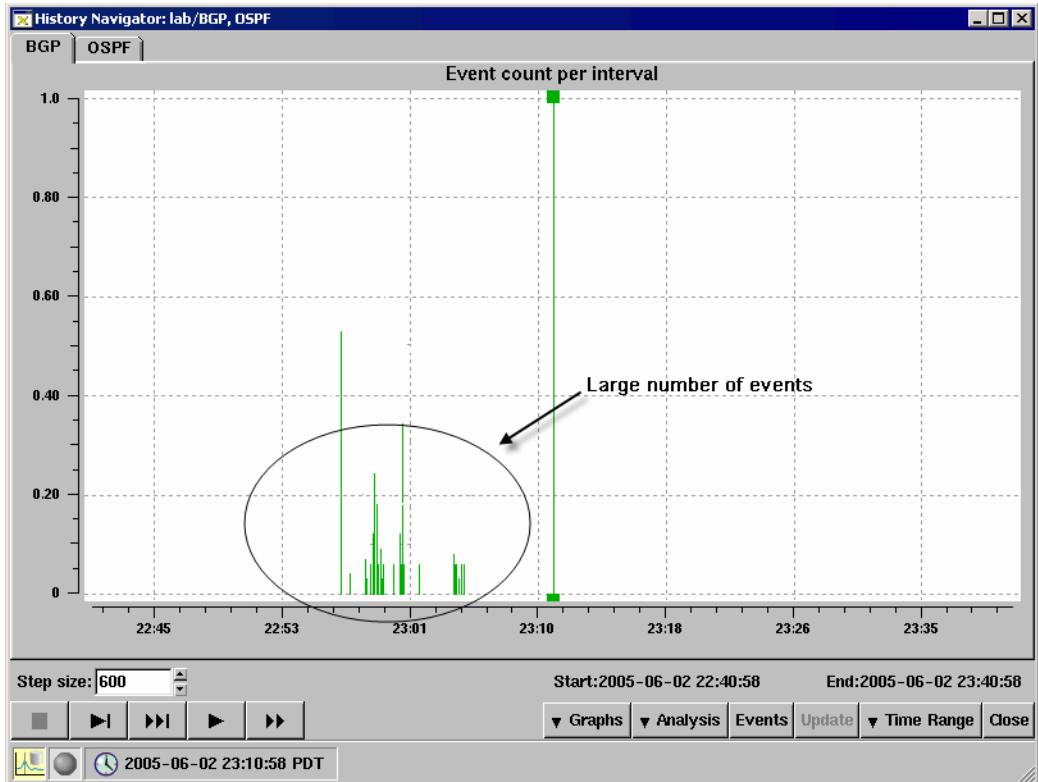 History Navigator: lab/BGP, OSPF
BGP OSPF
Event count per interval
1.0
0.80
0.60
0.40
0.20
0
Large number of events
22:45 22:53 23:01 23:10 23:18 23:26 23:35
Step size: 600 Start:2005-06-02 22:40:58 End:2005-06-02 23:40:58
Graphs Analysis Events Update Time Range Close
2005-06-02 23:10:58 PDT